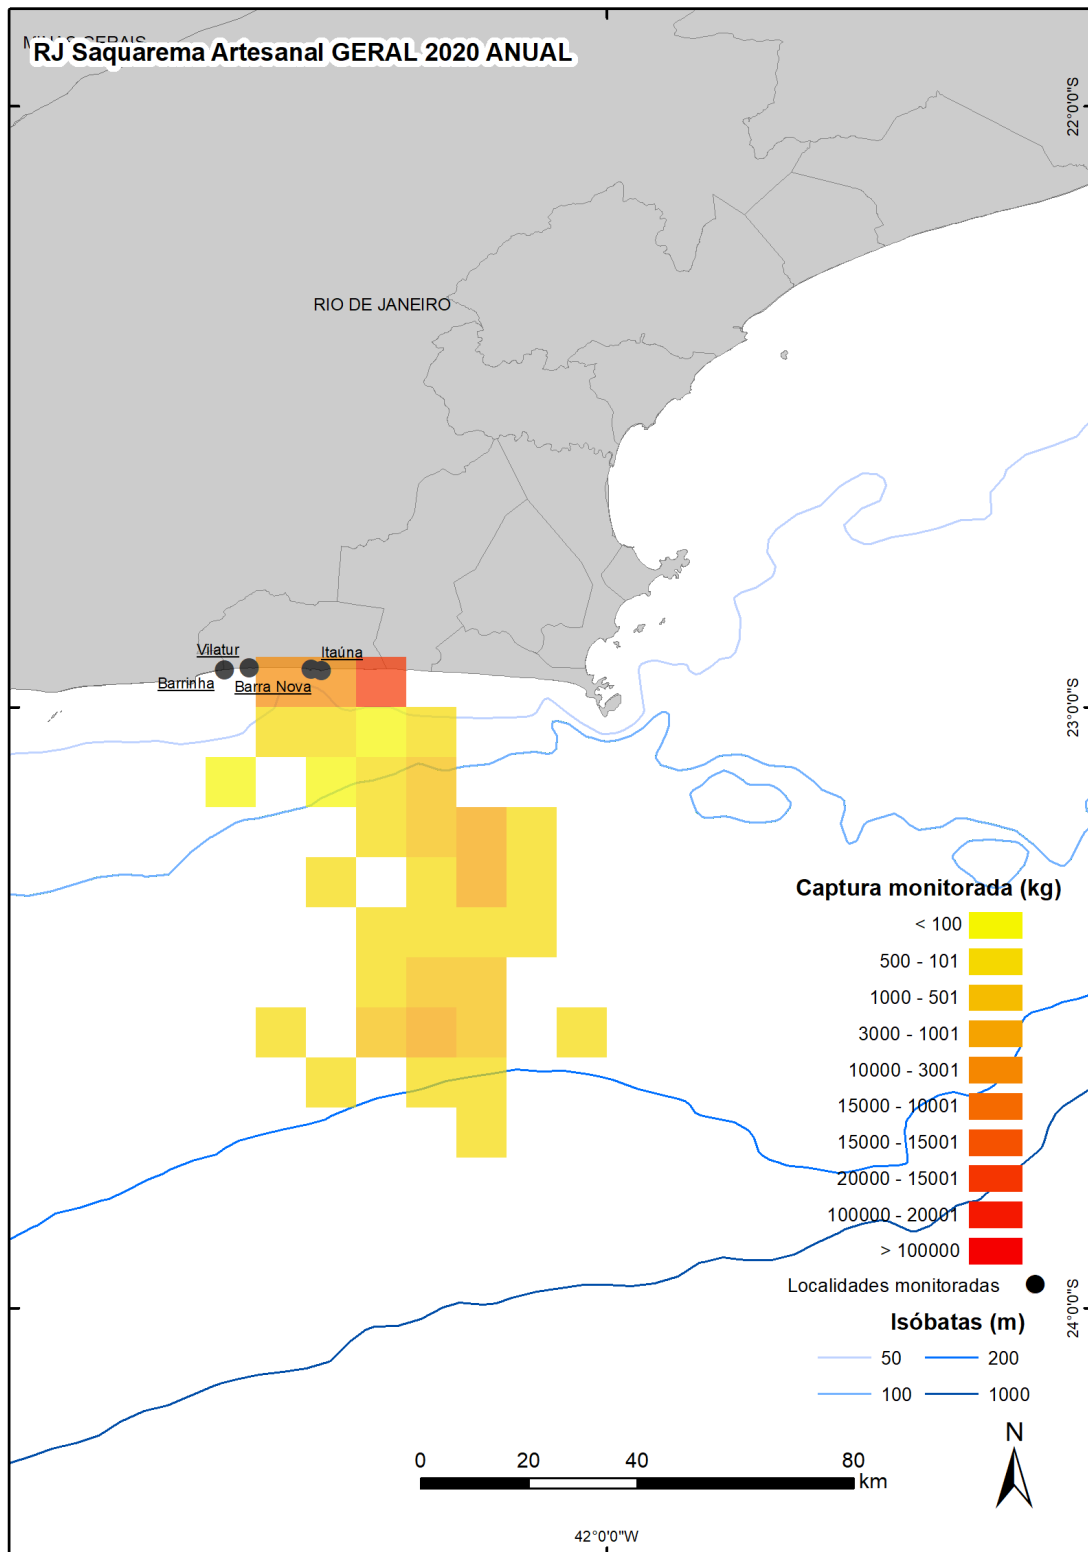 MINAS GERAIS
RJ Saquarema Artesanal GERAL 2020 ANUAL
22°0'0"S
RIO DE JANEIRO
Vilatur
Itaúna
Barrinha
Barra Nova
23°0'0"S
Captura monitorada (kg)
< 100
500 - 101
1000 - 501
3000 - 1001
10000 - 3001
15000 - 10001
15000 - 15001
20000 - 15001
100000 - 20001
> 100000
Localidades monitoradas
24°0'0"S
Isóbatas (m)
50 200
100 1000
N
0 20 40 80
km
42°0'0"W